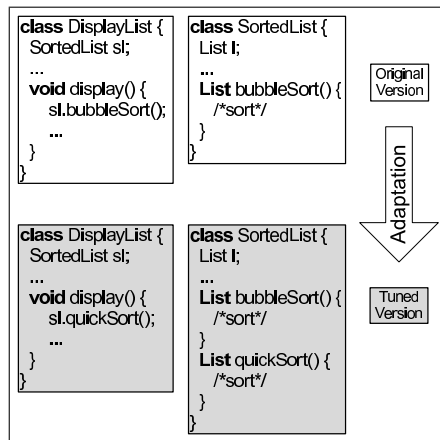 class DisplayList {
SortedList sl;
...
void display() {
sl.bubbleSort();
...
}
}
class SortedList {
List l;
...
List bubbleSort() {
/*sort*/
}
}
Original
Version
Adaptation
class DisplayList {
SortedList sl;
...
void display() {
sl.quickSort();
...
}
}
class SortedList {
List l;
...
List bubbleSort() {
/*sort*/
}
List quickSort() {
/*sort*/
}
}
Tuned
Version